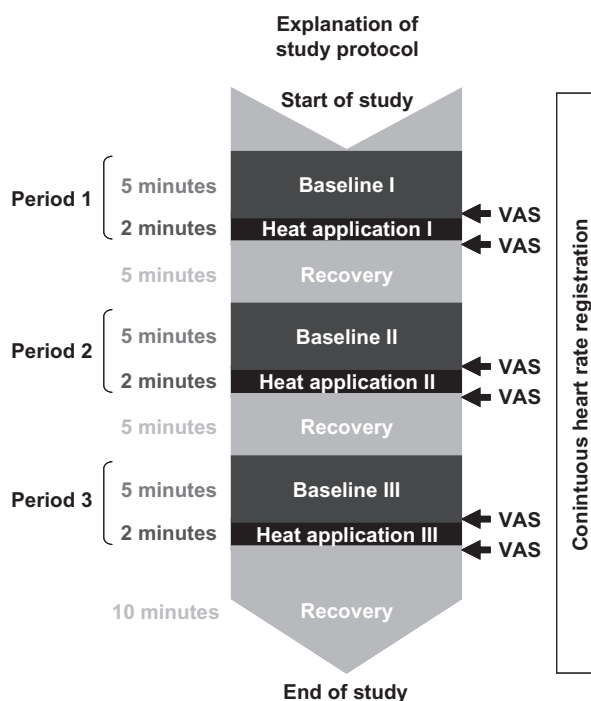 Explanation of
study protocol
Start of study
Period 1
5 minutes
Baseline I
VAS
2 minutes
Heat application I
VAS
5 minutes
Recovery
Period 2
5 minutes
Baseline II
VAS
2 minutes
Heat application II
VAS
5 minutes
Recovery
Period 3
5 minutes
Baseline III
VAS
2 minutes
Heat application III
VAS
10 minutes
Recovery
End of study
Conintuous heart rate registration